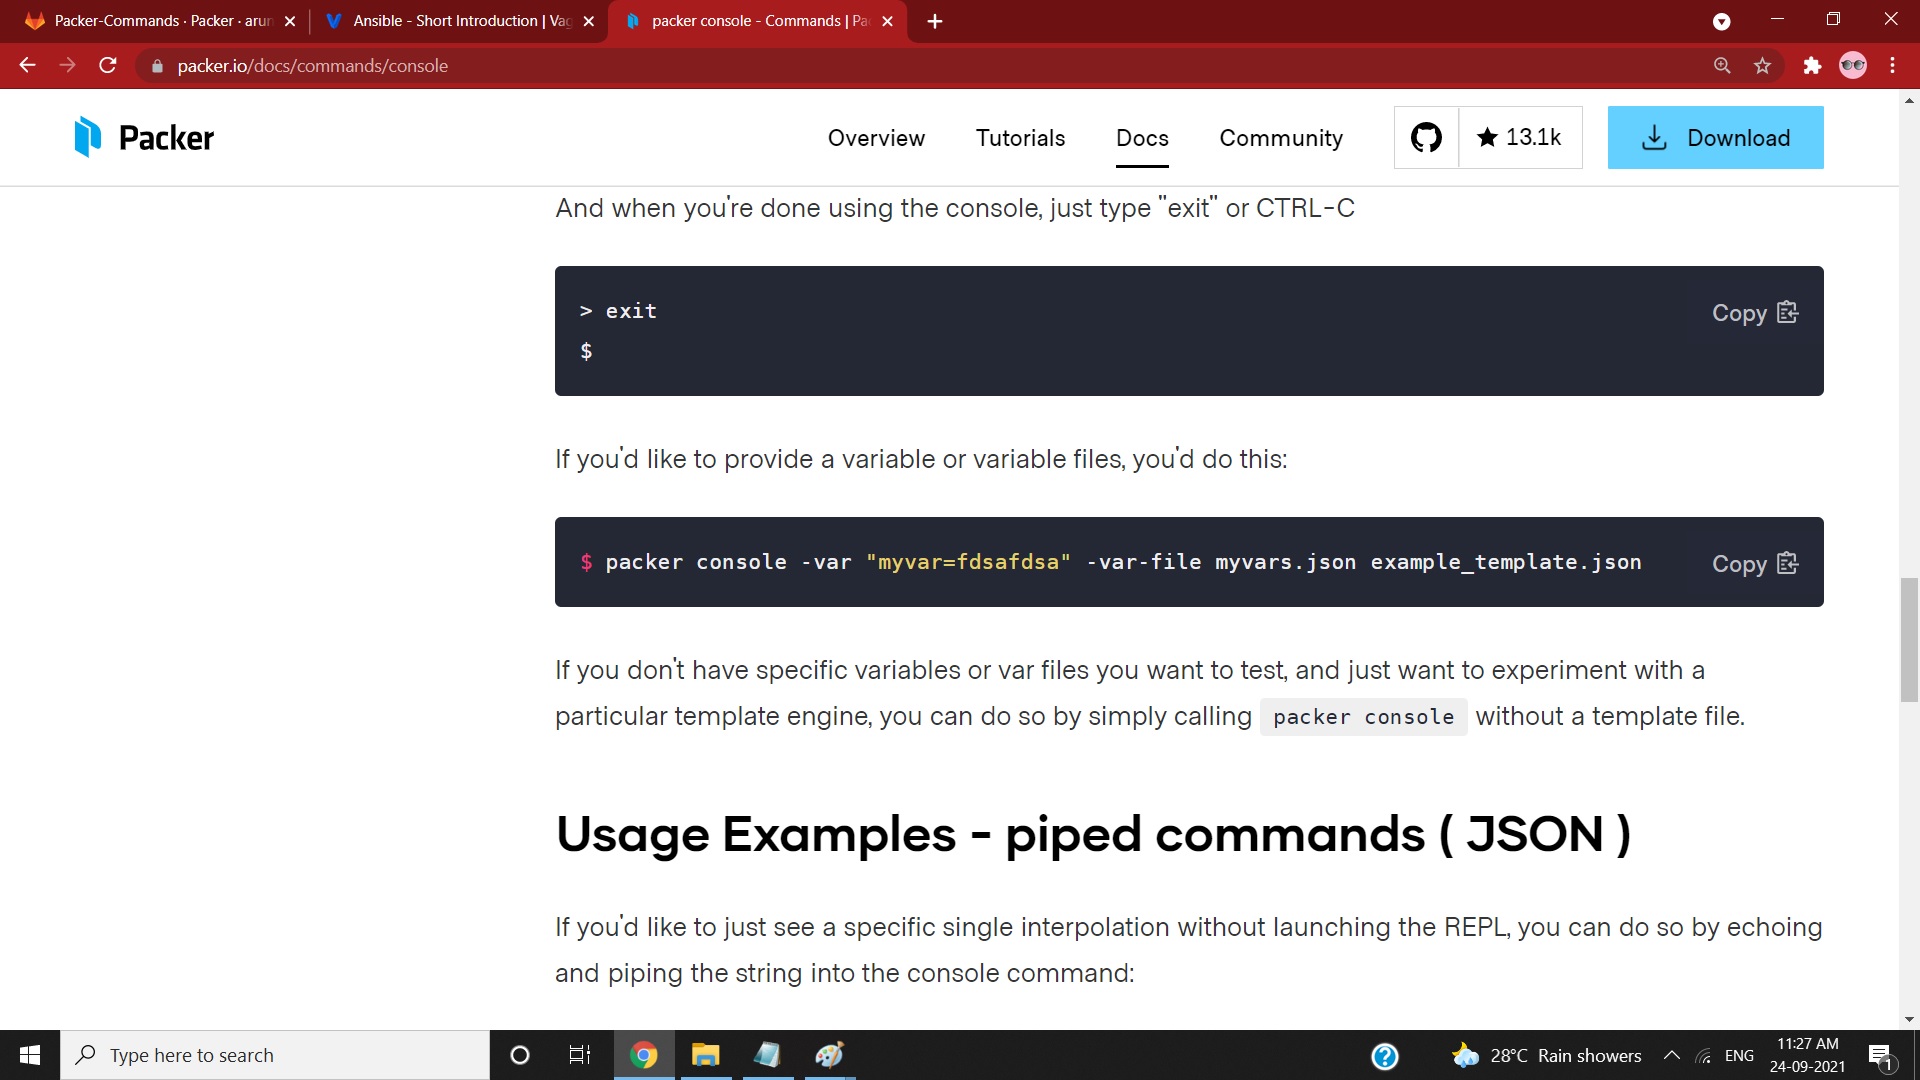 Packer-Commands · Packer · arun
Ansible - Short Introduction | Vag
packer console - Commands | Pac
packer.io/docs/commands/console
Packer
Overview
Tutorials
Docs
Community
13.1k
Download
And when you're done using the console, just type "exit" or CTRL-C
> exit
Copy
$
If you'd like to provide a variable or variable files, you'd do this:
$ packer console -var "myvar=fdsafdsa" -var-file myvars.json example_template.json
Copy
If you don't have specific variables or var files you want to test, and just want to experiment with a
particular template engine, you can do so by simply calling packer console without a template file.
Usage Examples - piped commands ( JSON )
If you'd like to just see a specific single interpolation without launching the REPL, you can do so by echoing
and piping the string into the console command:
Type here to search
28°C Rain showers
ENG
11:27 AM
24-09-2021
1